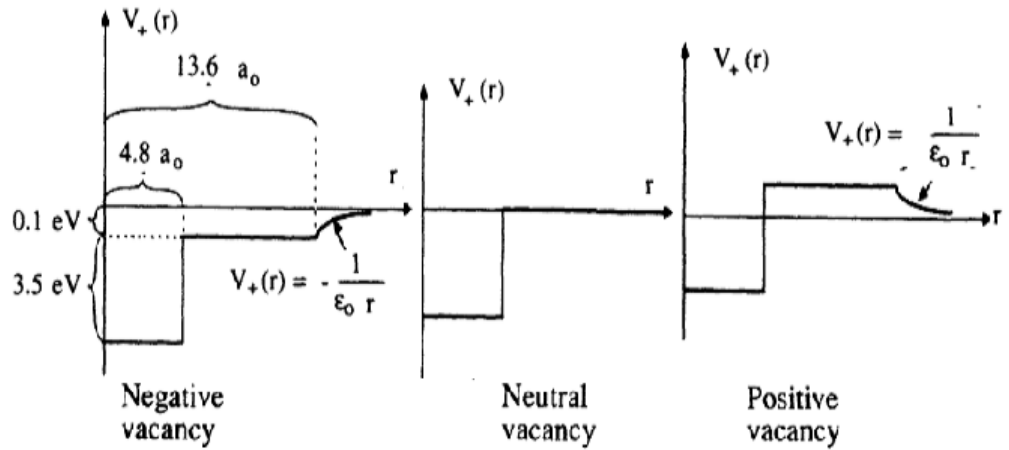 V₊(r)
13.6 a₀
4.8 a₀
r
0.1 eV
3.5 eV
V₊(r) = - 1 / ε₀ r
Negative
vacancy
V₊(r)
r
Neutral
vacancy
V₊(r)
V₊(r) = 1 / ε₀ r
r
Positive
vacancy